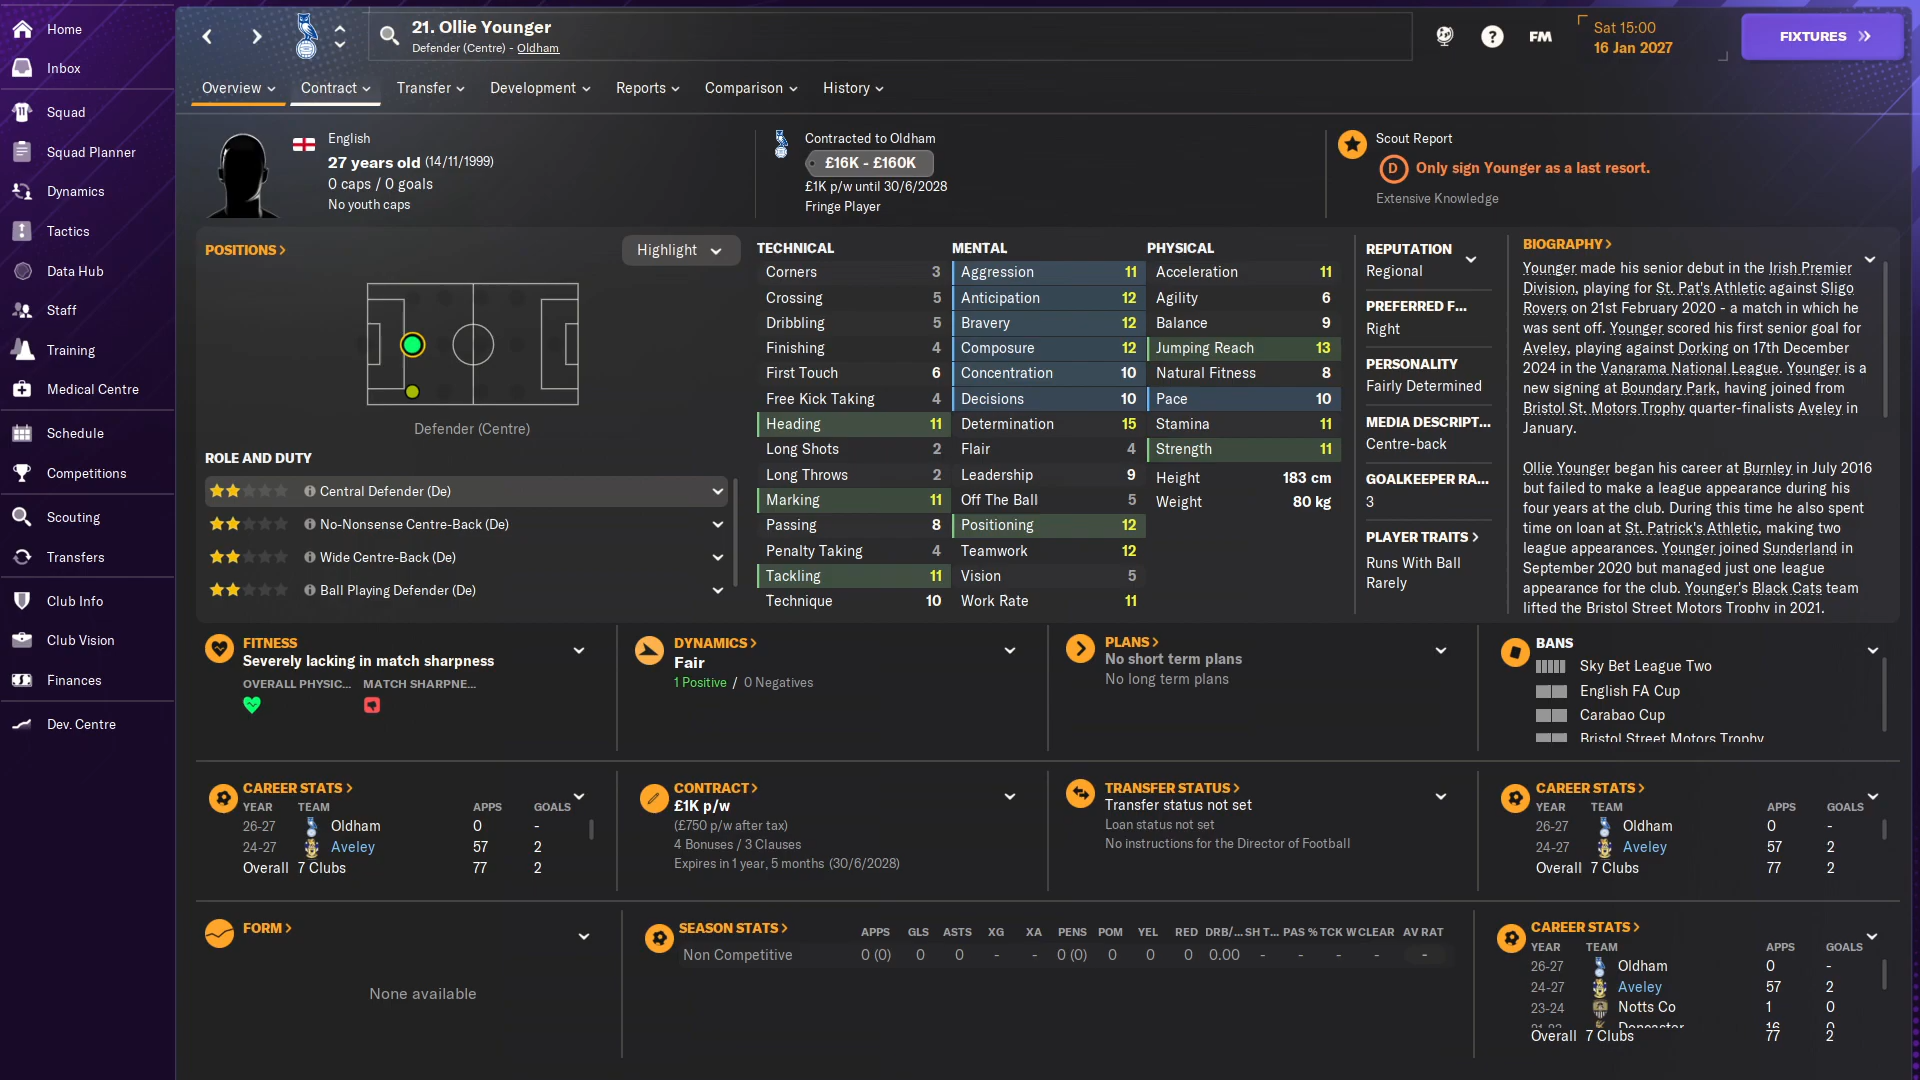 Home
Inbox
Squad
Squad Planner
Dynamics
Tactics
Data Hub
Staff
Training
Medical Centre
Schedule
Competitions
Scouting
Transfers
Club Info
Club Vision
Finances
Dev. Centre
21. Ollie Younger
Defender (Centre) - Oldham
FM
Sat 15:00
16 Jan 2027
FIXTURES
Overview Contract Transfer Development Reports Comparison History
English
27 years old (14/11/1999)
0 caps / 0 goals
No youth caps
Contracted to Oldham
£16K - £160K
£1K p/w until 30/6/2028
Fringe Player
Scout Report
D Only sign Younger as a last resort.
Extensive Knowledge
POSITIONS
Highlight
Defender (Centre)
ROLE AND DUTY
Central Defender (De)
No-Nonsense Centre-Back (De)
Wide Centre-Back (De)
Ball Playing Defender (De)
TECHNICAL
Corners 3
Crossing 5
Dribbling 5
Finishing 4
First Touch 6
Free Kick Taking 4
Heading 11
Long Shots 2
Long Throws 2
Marking 11
Passing 8
Penalty Taking 4
Tackling 11
Technique 10
MENTAL
Aggression 11
Anticipation 12
Bravery 12
Composure 12
Concentration 10
Decisions 10
Determination 15
Flair 4
Leadership 9
Off The Ball 5
Positioning 12
Teamwork 12
Vision 5
Work Rate 11
PHYSICAL
Acceleration 11
Agility 6
Balance 9
Jumping Reach 13
Natural Fitness 8
Pace 10
Stamina 11
Strength 11
Height 183 cm
Weight 80 kg
REPUTATION
Regional
PREFERRED F...
Right
PERSONALITY
Fairly Determined
MEDIA DESCRIPT...
Centre-back
GOALKEEPER RA...
3
PLAYER TRAITS
Runs With Ball
Rarely
BIOGRAPHY
Younger made his senior debut in the Irish Premier
Division, playing for St. Pat's Athletic against Sligo
Rovers on 21st February 2020 - a match in which he
was sent off. Younger scored his first senior goal for
Aveley, playing against Dorking on 17th December
2024 in the Vanarama National League. Younger is a
new signing at Boundary Park, having joined from
Bristol St. Motors Trophy quarter-finalists Aveley in
January.
Ollie Younger began his career at Burnley in July 2016
but failed to make a league appearance during his
four years at the club. During this time he also spent
time on loan at St. Patrick's Athletic, making two
league appearances. Younger joined Sunderland in
September 2020 but managed just one league
appearance for the club. Younger's Black Cats team
lifted the Bristol Street Motors Trophy in 2021.
FITNESS
Severely lacking in match sharpness
OVERALL PHYSIC... MATCH SHARPNE...
DYNAMICS
Fair
1 Positive / 0 Negatives
PLANS
No short term plans
No long term plans
BANS
Sky Bet League Two
English FA Cup
Carabao Cup
Bristol Street Motors Trophy
CAREER STATS
YEAR TEAM APPS GOALS
26-27 Oldham 0 -
24-27 Aveley 57 2
Overall 7 Clubs 77 2
CONTRACT
£1K p/w
(£750 p/w after tax)
4 Bonuses / 3 Clauses
Expires in 1 year, 5 months (30/6/2028)
TRANSFER STATUS
Transfer status not set
Loan status not set
No instructions for the Director of Football
CAREER STATS
YEAR TEAM APPS GOALS
26-27 Oldham 0 -
24-27 Aveley 57 2
Overall 7 Clubs 77 2
FORM
None available
SEASON STATS APPS GLS ASTS XG XA PENS POM YEL RED DRB/... SH T... PAS % TCK W CLEAR AV RAT
Non Competitive 0 (0) 0 0 - - 0 (0) 0 0 0 0.00 - - - - -
CAREER STATS
YEAR TEAM APPS GOALS
26-27 Oldham 0 -
24-27 Aveley 57 2
23-24 Notts Co 1 0
Doncaster 16 0
Overall 7 Clubs 77 2